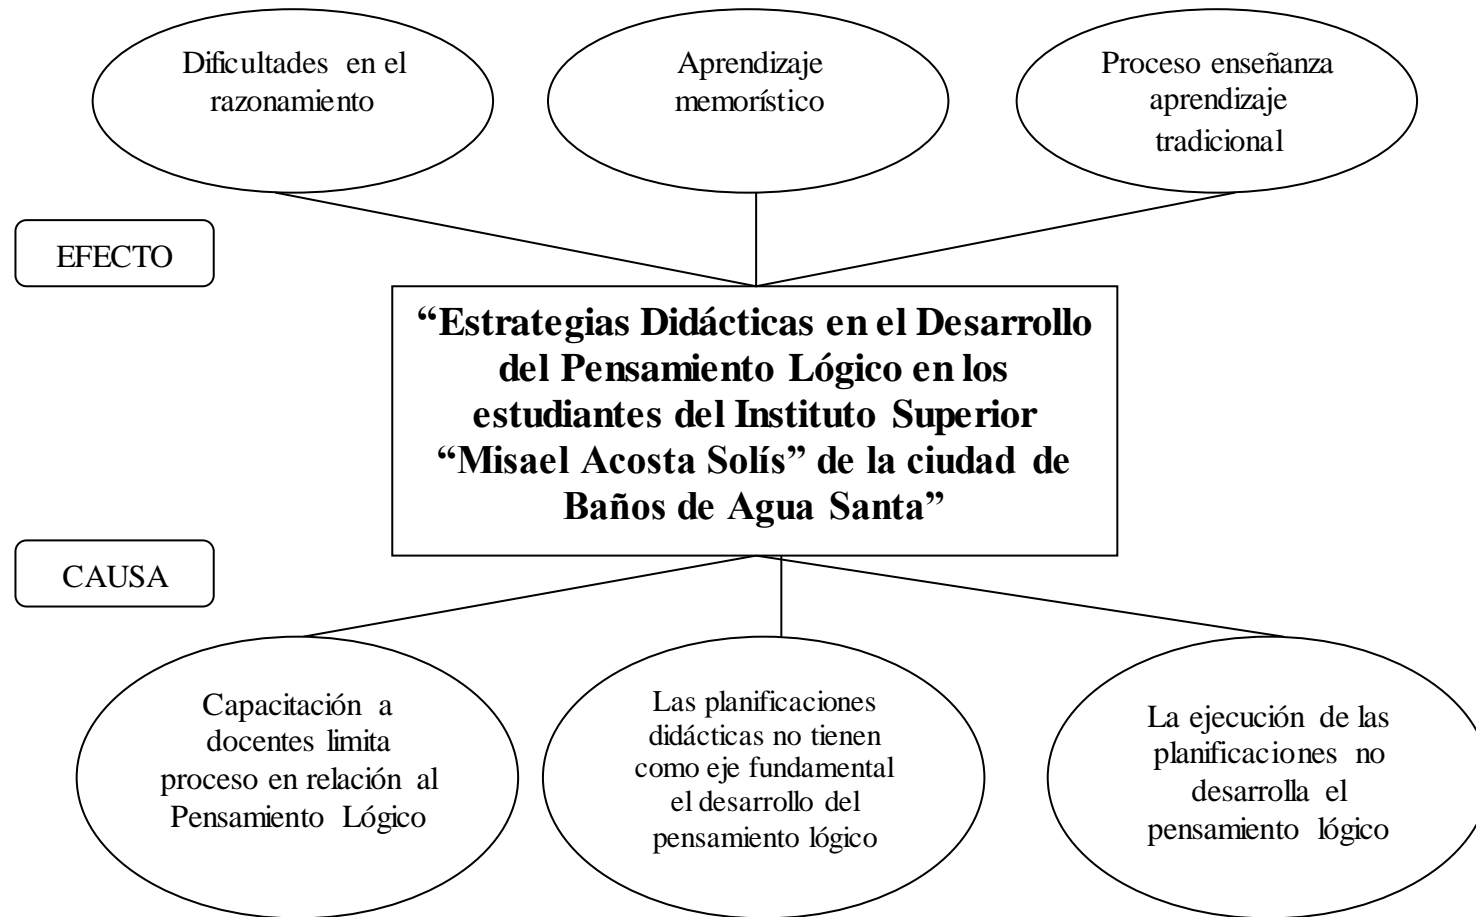 Dificultades en el
razonamiento
Aprendizaje
memorístico
Proceso enseñanza
aprendizaje
tradicional
EFECTO
“Estrategias Didácticas en el Desarrollo
del Pensamiento Lógico en los
estudiantes del Instituto Superior
“Misael Acosta Solís” de la ciudad de
Baños de Agua Santa”
CAUSA
Capacitación a
docentes limita
proceso en relación al
Pensamiento Lógico
Las planificaciones
didácticas no tienen
como eje fundamental
el desarrollo del
pensamiento lógico
La ejecución de las
planificaciones no
desarrolla el
pensamiento lógico